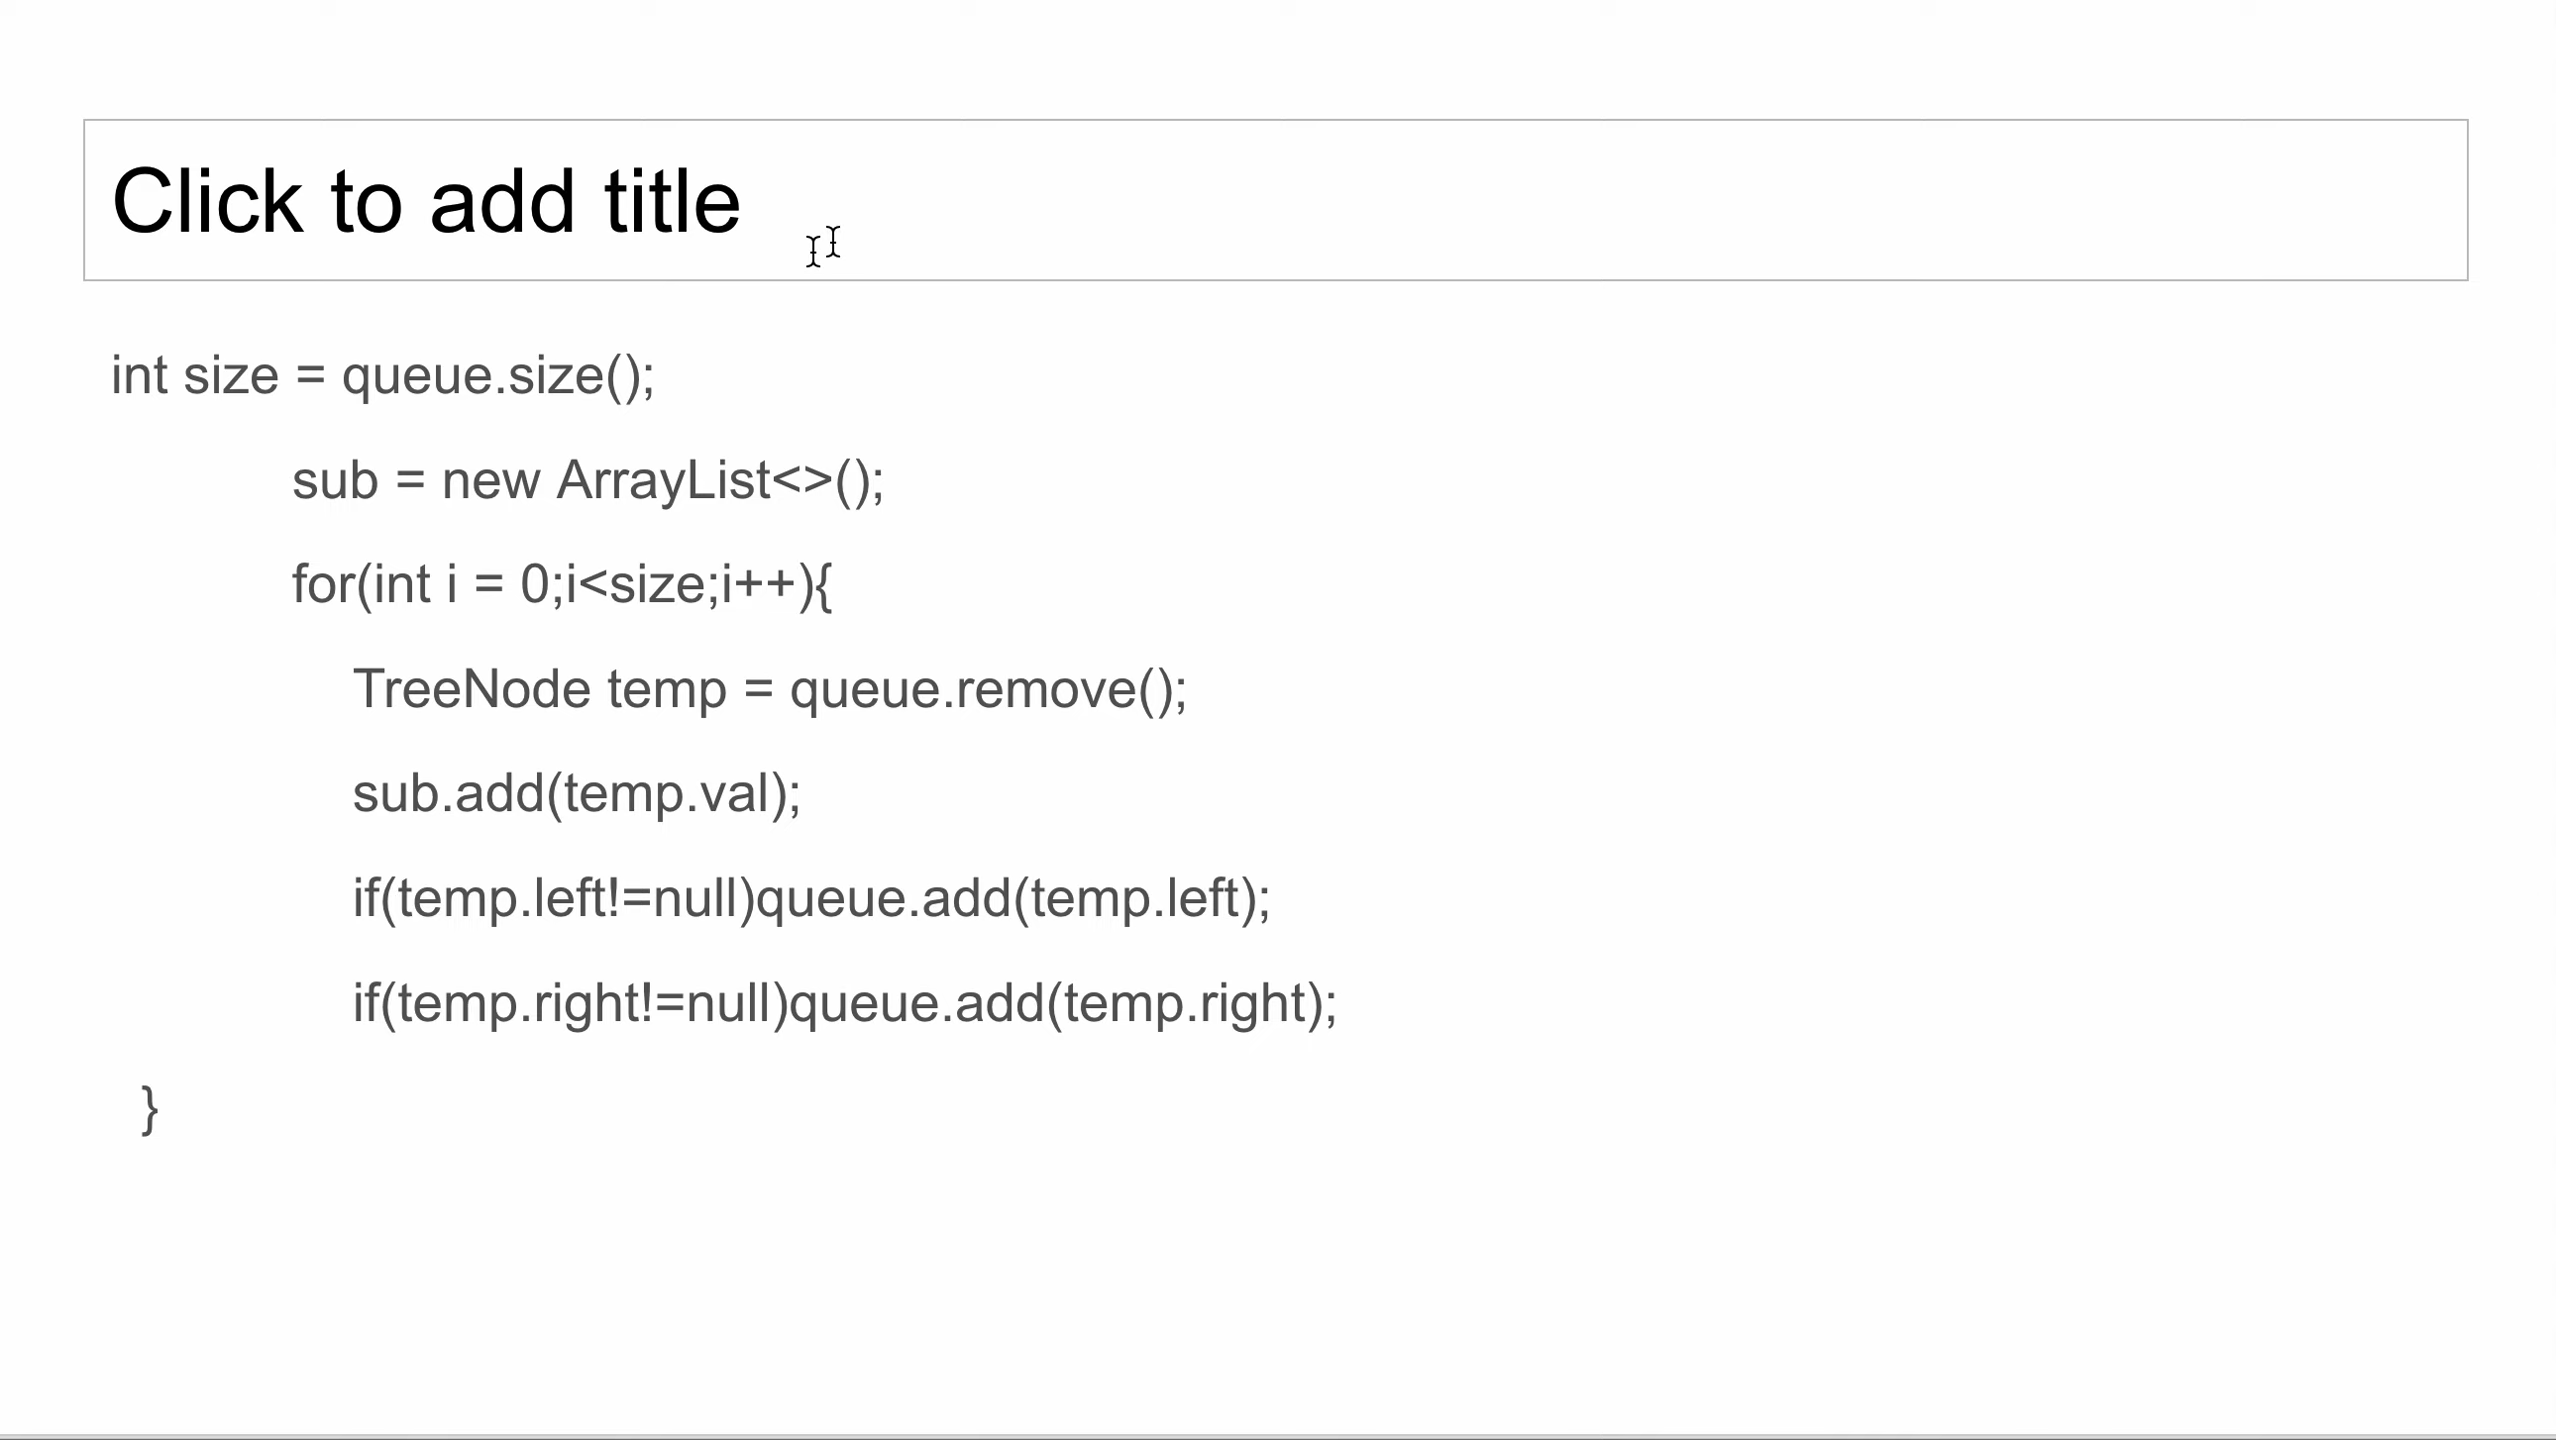 Click to add title
int size = queue.size();
sub = new ArrayList<>();
for(int i = 0;i<size;i++){
TreeNode temp = queue.remove();
sub.add(temp.val);
if(temp.left!=null)queue.add(temp.left);
if(temp.right!=null)queue.add(temp.right);
}